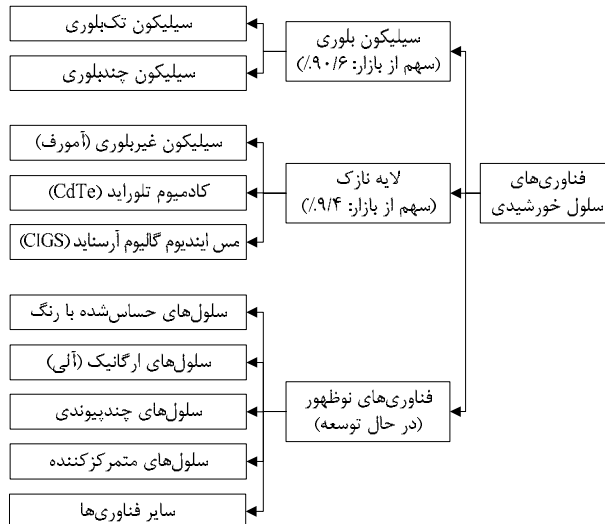 فناوری‌های
سلول خورشیدی
سیلیکون بلوری
(سهم از بازار: ۹۰/۶٪)
سیلیکون تک‌بلوری
سیلیکون چندبلوری
لایه نازک
(سهم از بازار: ۹/۴٪)
سیلیکون غیربلوری (آمورف)
کادمیوم تلوراید (CdTe)
مس ایندیوم گالیوم آرسناید (CIGS)
فناوری‌های نوظهور
(در حال توسعه)
سلول‌های حساس‌شده با رنگ
سلول‌های ارگانیک (آلی)
سلول‌های چندپیوندی
سلول‌های متمرکزکننده
سایر فناوری‌ها